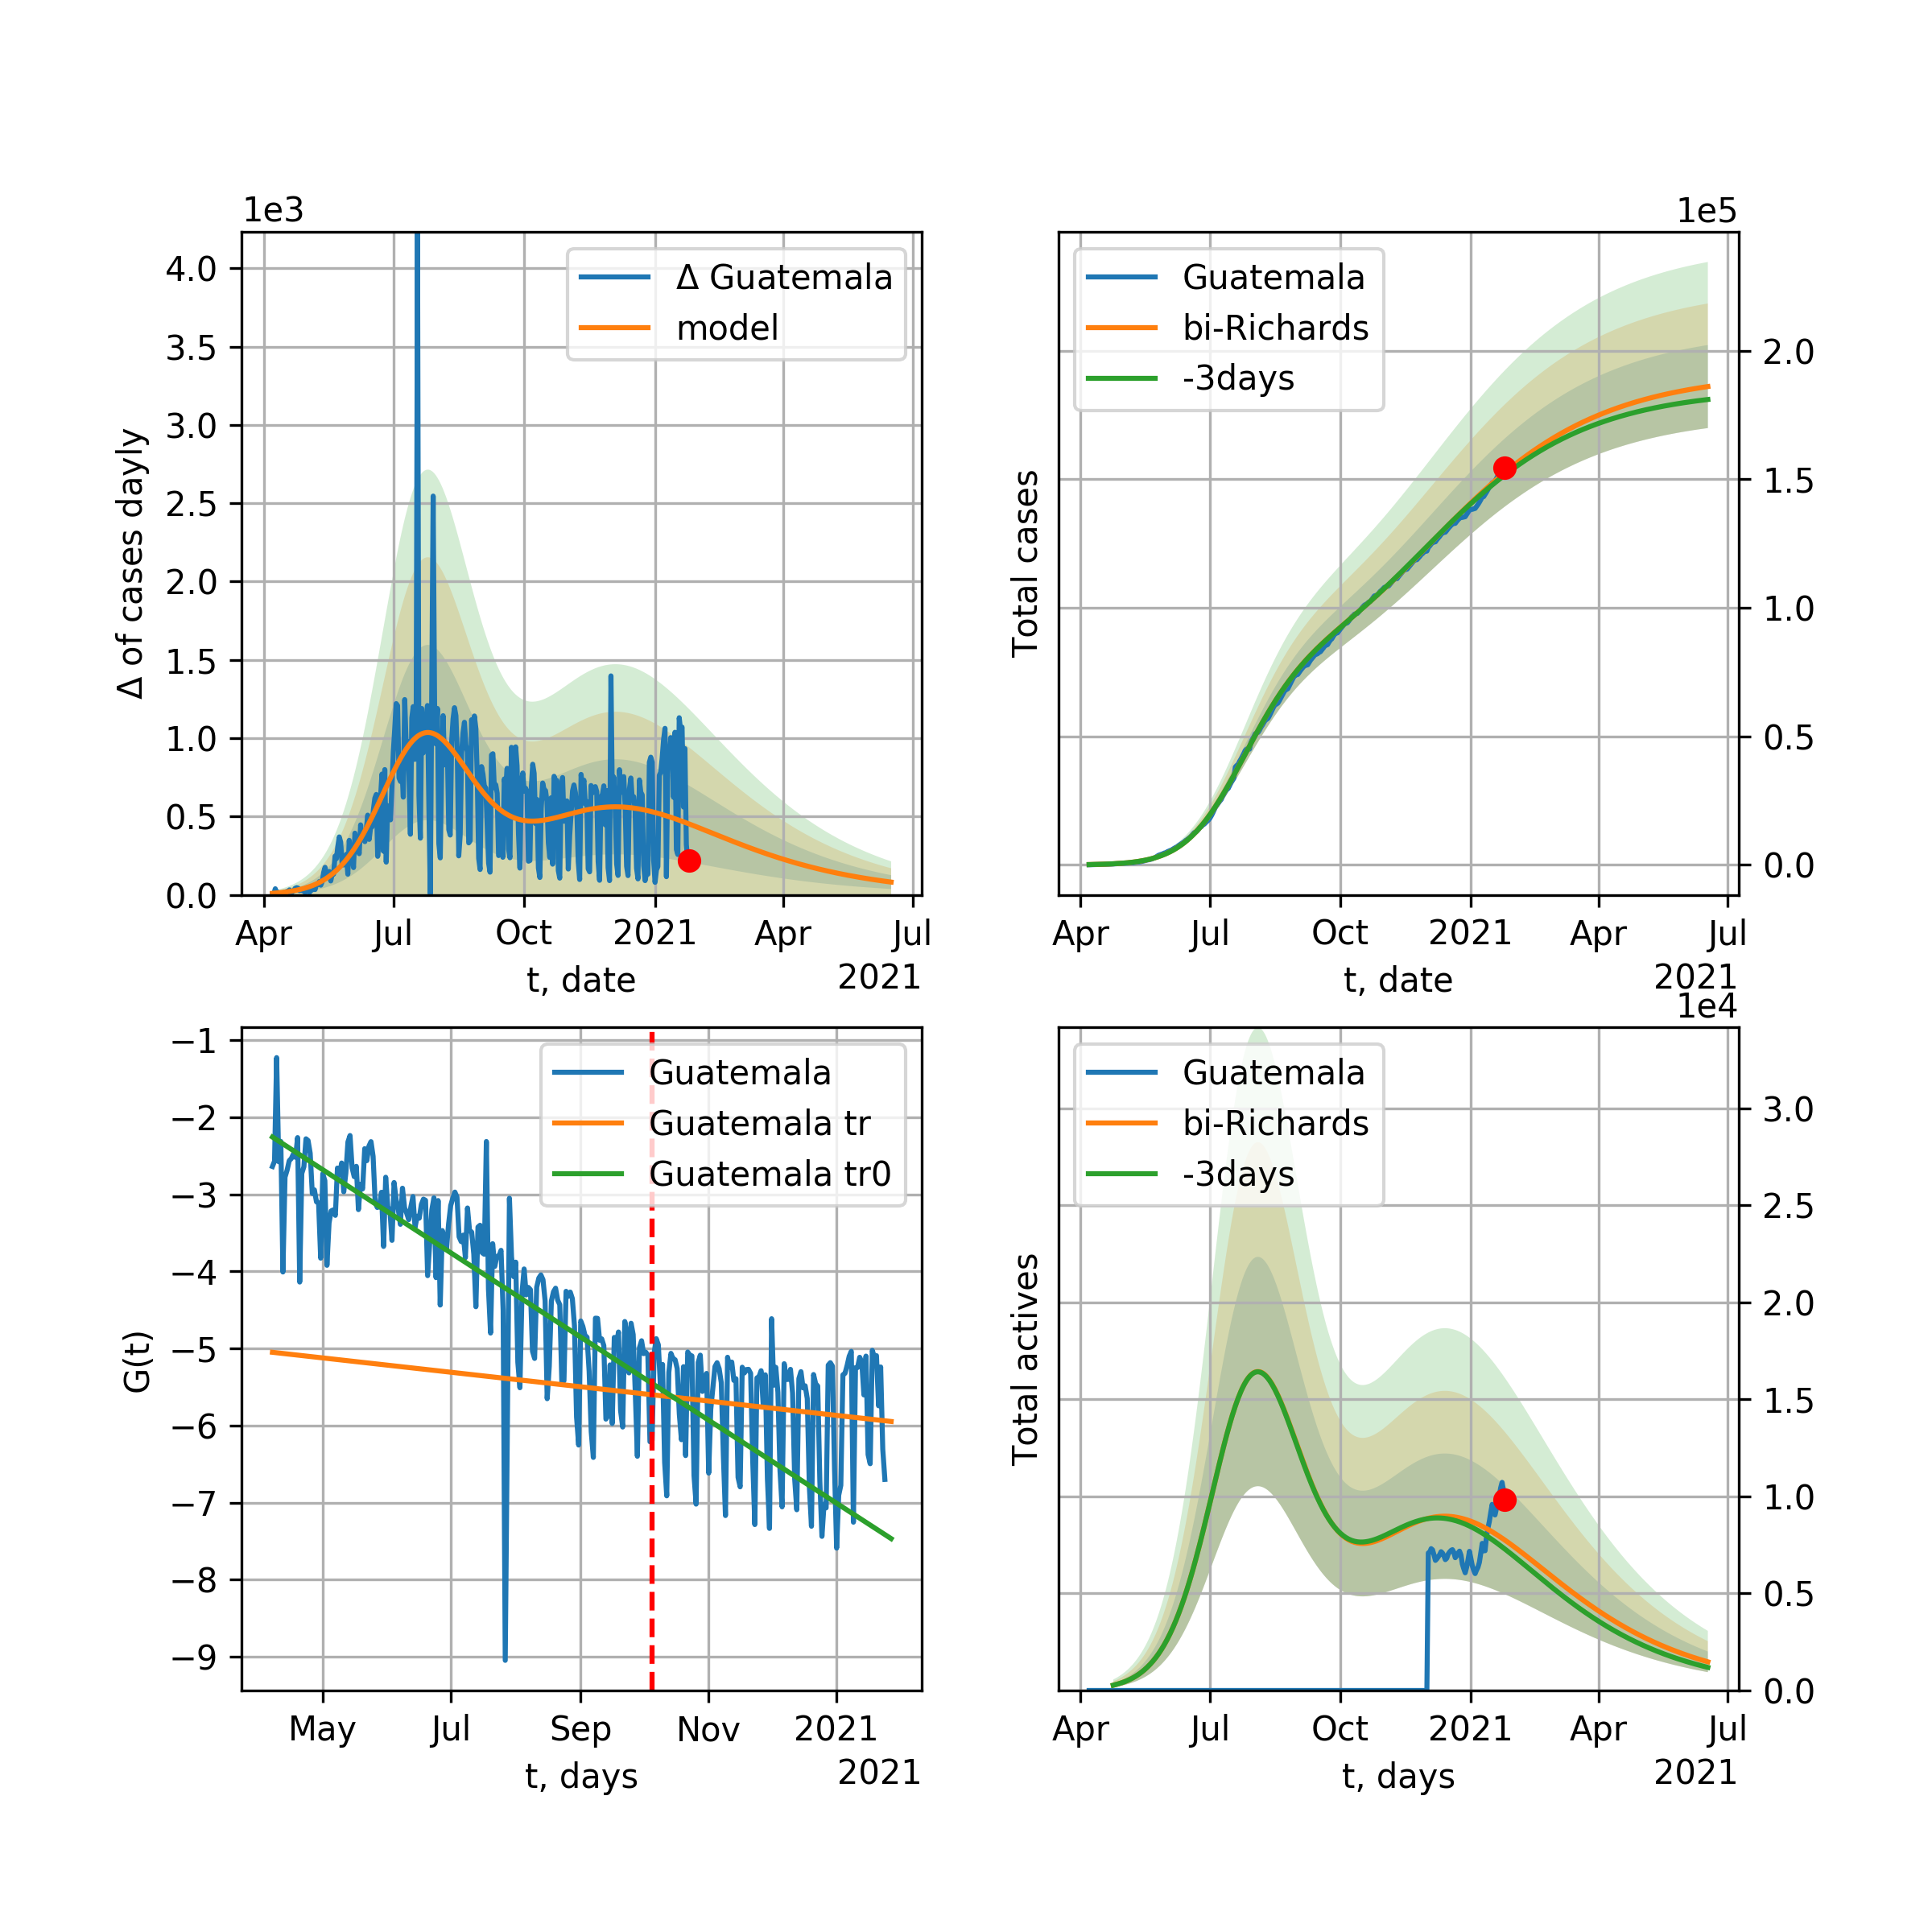 1e3
4.0
3.5
3.0
2.5
2.0
1.5
1.0
0.5
0.0
Δ of cases dayly
Δ Guatemala
model
Apr Jul Oct 2021 Apr Jul
t, date
2021
1e5
Guatemala
bi-Richards
-3days
Total cases
2.0
1.5
1.0
0.5
0.0
Apr Jul Oct 2021 Apr Jul
t, date
2021
−1
−2
−3
−4
−5
−6
−7
−8
−9
G(t)
Guatemala
Guatemala tr
Guatemala tr0
May Jul Sep Nov 2021
t, days
2021
1e4
Guatemala
bi-Richards
-3days
Total actives
3.0
2.5
2.0
1.5
1.0
0.5
0.0
Apr Jul Oct 2021 Apr Jul
t, days
2021